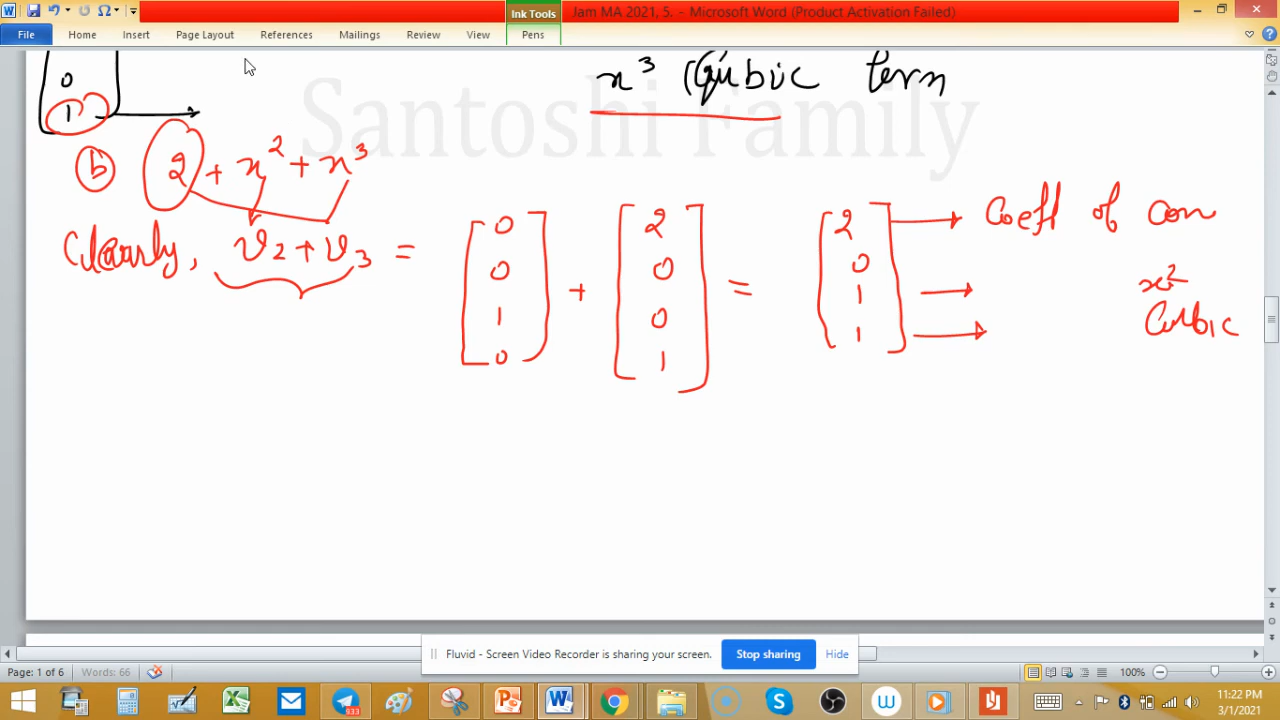 Ink Tools
Jam MA 2021, 5. - Microsoft Word (Product Activation Failed)
File Home Insert Page Layout References Mailings Review View Pens
0
1
x³ (Cubic term
Santoshi Family
b 2 + x² + x³
Clearly, v2 + v3 = [0 0 1 0] + [2 0 0 1] = [2 0 1 1] → Coeff of con
→ x²
→ Cubic
Fluvid - Screen Video Recorder is sharing your screen. Stop sharing Hide
Page: 1 of 6 Words: 66 100%
933
11:22 PM
3/1/2021